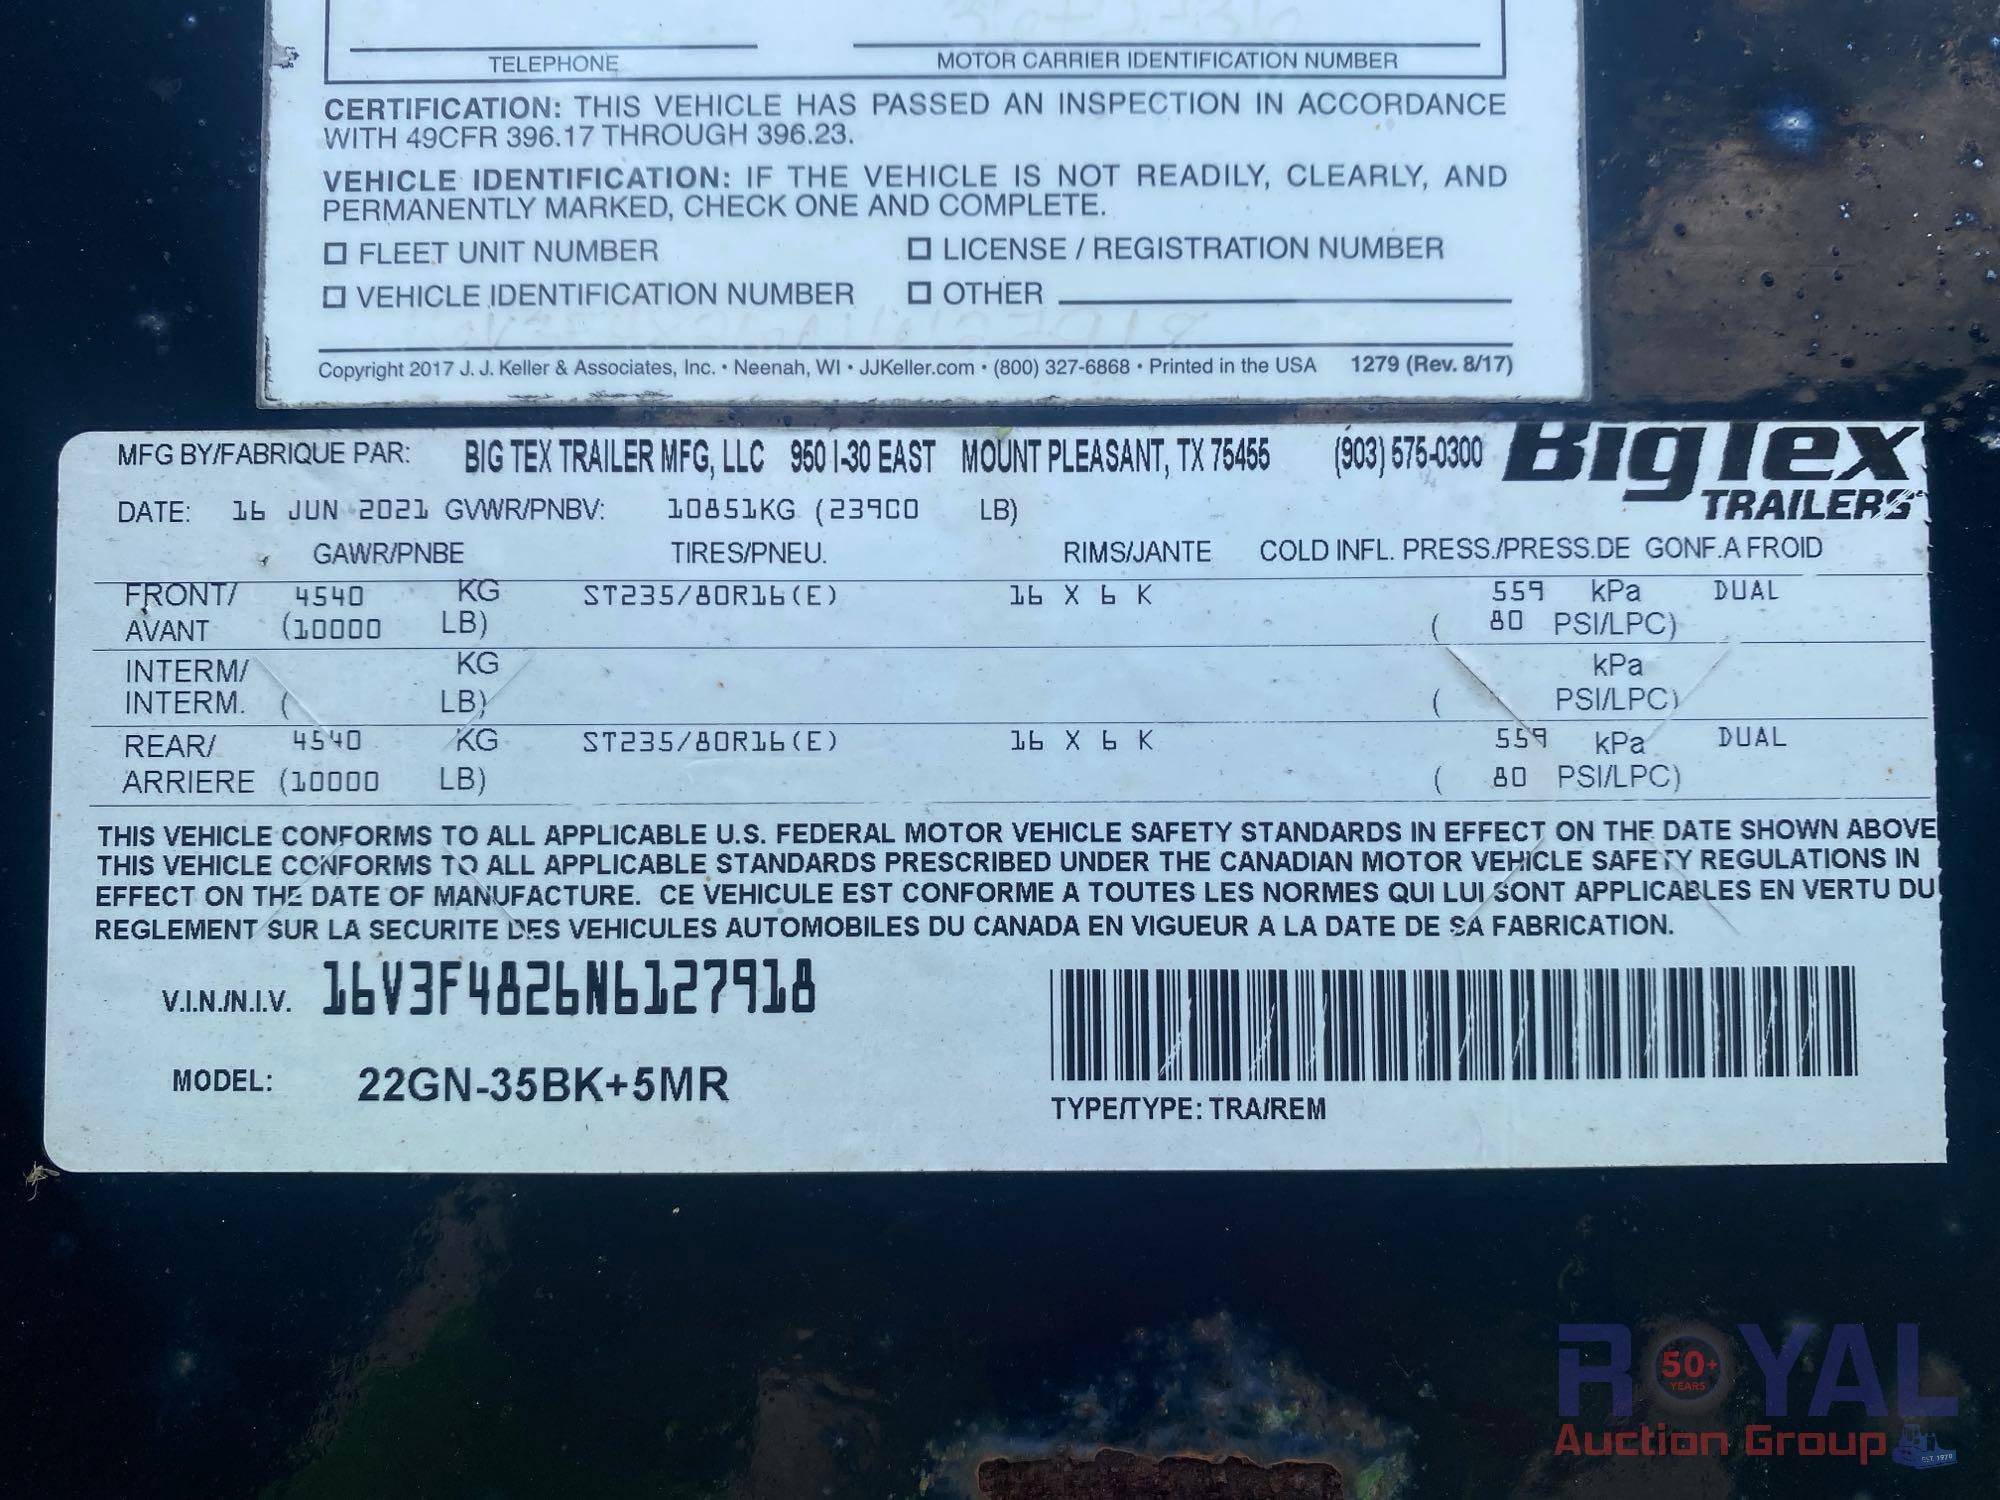 TELEPHONE MOTOR CARRIER IDENTIFICATION NUMBER
CERTIFICATION: THIS VEHICLE HAS PASSED AN INSPECTION IN ACCORDANCE
WITH 49CFR 396.17 THROUGH 396.23.
VEHICLE IDENTIFICATION: IF THE VEHICLE IS NOT READILY, CLEARLY, AND
PERMANENTLY MARKED, CHECK ONE AND COMPLETE.
FLEET UNIT NUMBER LICENSE / REGISTRATION NUMBER
VEHICLE IDENTIFICATION NUMBER OTHER
Copyright 2017 J. J. Keller & Associates, Inc. • Neenah, WI • JJKeller.com • (800) 327-6868 • Printed in the USA 1279 (Rev. 8/17)
MFG BY/FABRIQUE PAR: BIG TEX TRAILER MFG, LLC 950 I-30 EAST MOUNT PLEASANT, TX 75455 (903) 575-0300 Big Tex
TRAILERS
DATE: 16 JUN 2021 GVWR/PNBV: 10851KG (23900 LB)
GAWR/PNBE TIRES/PNEU. RIMS/JANTE COLD INFL. PRESS./PRESS.DE GONF.A FROID
FRONT/ 4540 KG ST235/80R16(E) 16 X 6 K 559 kPa DUAL
AVANT (10000 LB) ( 80 PSI/LPC)
INTERM/ KG kPa
INTERM. ( LB) ( PSI/LPC)
REAR/ 4540 KG ST235/80R16(E) 16 X 6 K 559 kPa DUAL
ARRIERE (10000 LB) ( 80 PSI/LPC)
THIS VEHICLE CONFORMS TO ALL APPLICABLE U.S. FEDERAL MOTOR VEHICLE SAFETY STANDARDS IN EFFECT ON THE DATE SHOWN ABOVE
THIS VEHICLE CONFORMS TO ALL APPLICABLE STANDARDS PRESCRIBED UNDER THE CANADIAN MOTOR VEHICLE SAFETY REGULATIONS IN
EFFECT ON THE DATE OF MANUFACTURE. CE VEHICULE EST CONFORME A TOUTES LES NORMES QUI LUI SONT APPLICABLES EN VERTU DU
REGLEMENT SUR LA SECURITE DES VEHICULES AUTOMOBILES DU CANADA EN VIGUEUR A LA DATE DE SA FABRICATION.
V.I.N./N.I.V. 16V3F4826N6127918
MODEL: 22GN-35BK+5MR
TYPE/TYPE: TRA/REM
ROYAL
50+
YEARS
Auction Group
EST. 1970